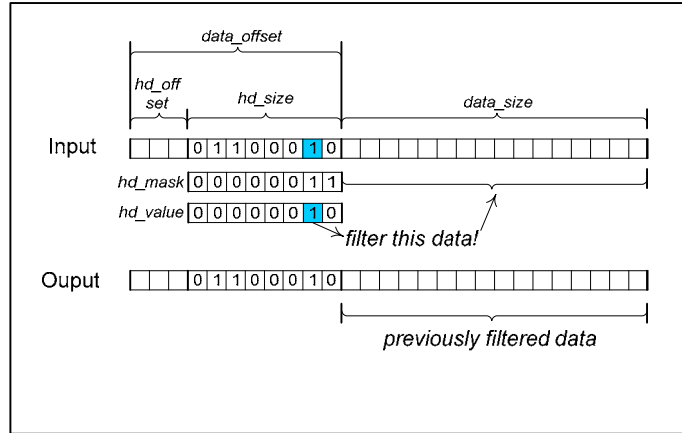 data_offset
hd_off
set
hd_size
data_size
Input
0 1 1 0 0 0 1 0
hd_mask
0 0 0 0 0 0 1 1
hd_value
0 0 0 0 0 0 1 0
filter this data!
Ouput
0 1 1 0 0 0 1 0
previously filtered data